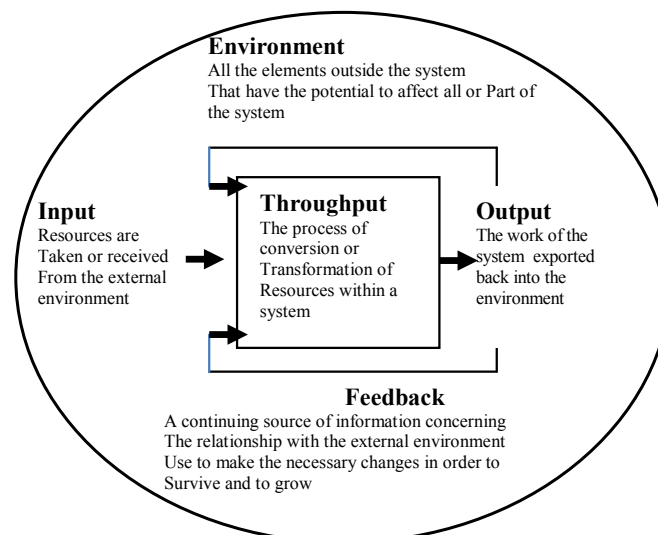 Environment
All the elements outside the system
That have the potential to affect all or Part of
the system
Input
Resources are
Taken or received
From the external
environment
Throughput
The process of
conversion or
Transformation of
Resources within a
system
Output
The work of the
system exported
back into the
environment
Feedback
A continuing source of information concerning
The relationship with the external environment
Use to make the necessary changes in order to
Survive and to grow